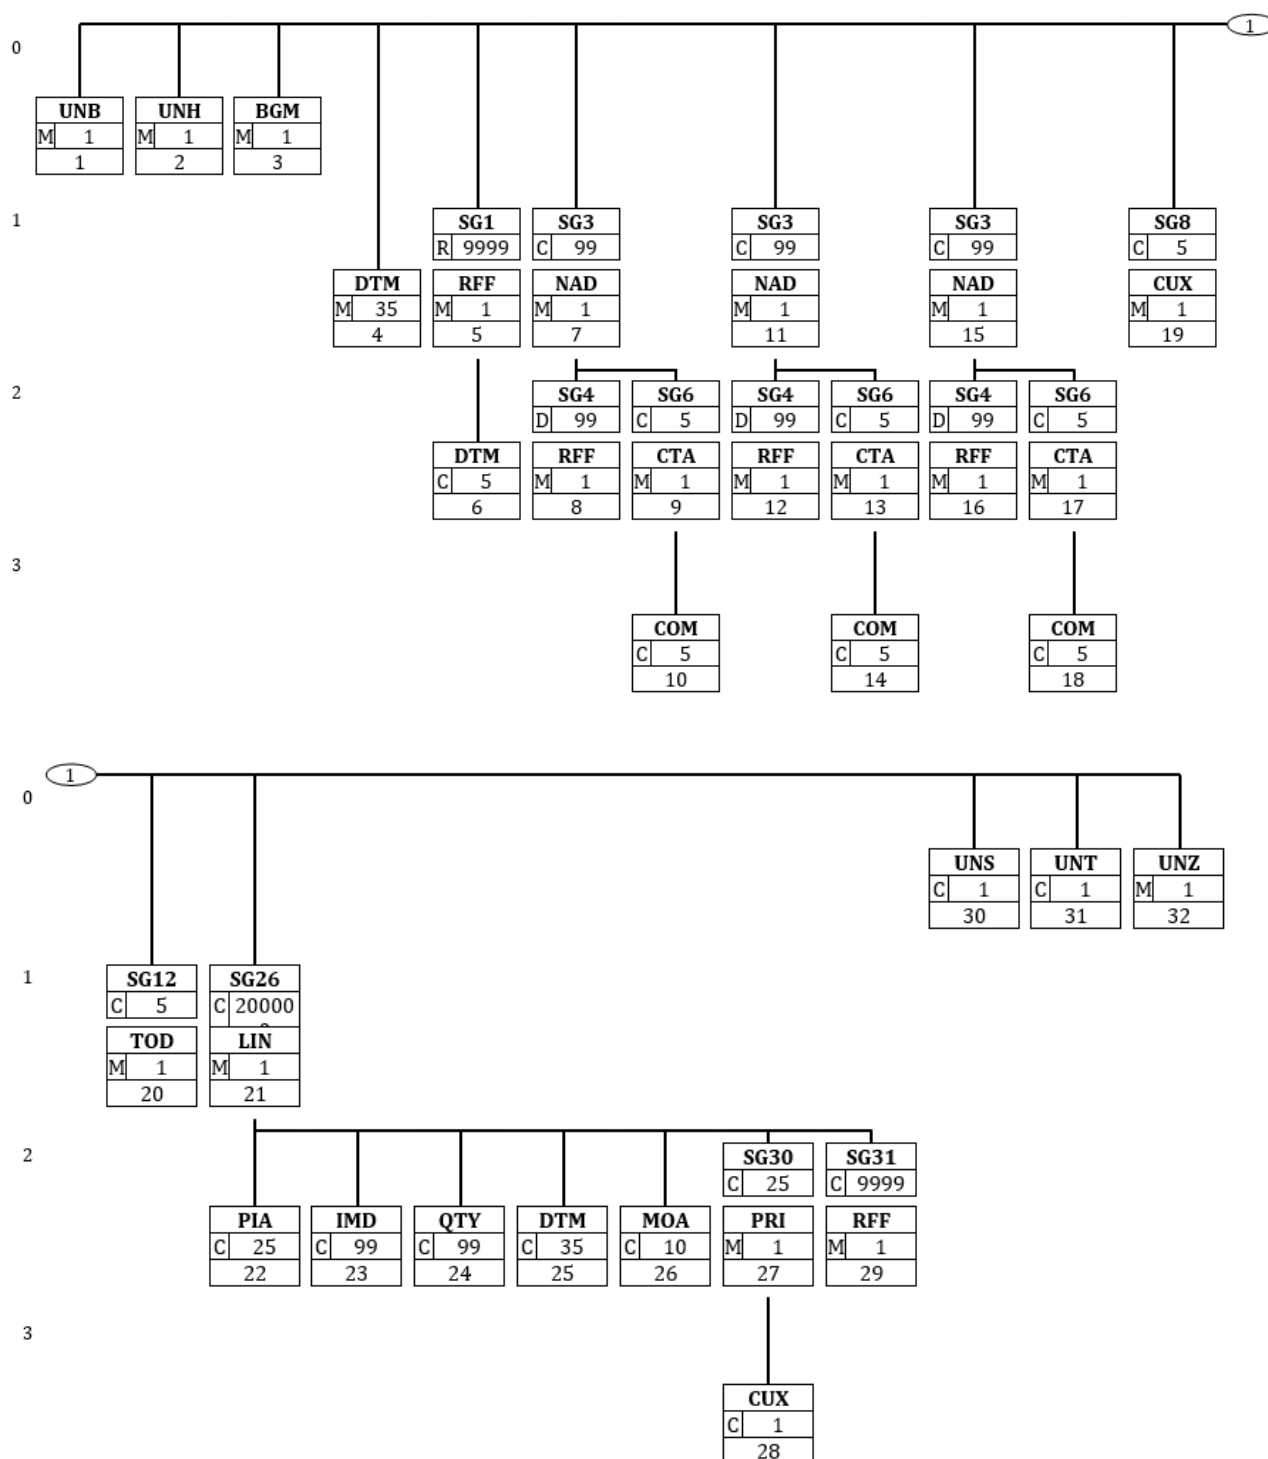 1
0
UNB UNH BGM
M 1 M 1 M 1
1 2 3
1
SG1 SG3 SG3 SG3 SG8
R 9999 C 99 C 99 C 99 C 5
DTM RFF NAD NAD NAD CUX
M 35 M 1 M 1 M 1 M 1 M 1
4 5 7 11 15 19
2
SG4 SG6 SG4 SG6 SG4 SG6
D 99 C 5 D 99 C 5 D 99 C 5
DTM RFF CTA RFF CTA RFF CTA
C 5 M 1 M 1 M 1 M 1 M 1 M 1
6 8 9 12 13 16 17
3
COM COM COM
C 5 C 5 C 5
10 14 18
1
0
UNS UNT UNZ
C 1 C 1 M 1
30 31 32
1
SG12 SG26
C 5 C 20000
TOD LIN
M 1 M 1
20 21
2
SG30 SG31
C 25 C 9999
PIA IMD QTY DTM MOA PRI RFF
C 25 C 99 C 99 C 35 C 10 M 1 M 1
22 23 24 25 26 27 29
3
CUX
C 1
28